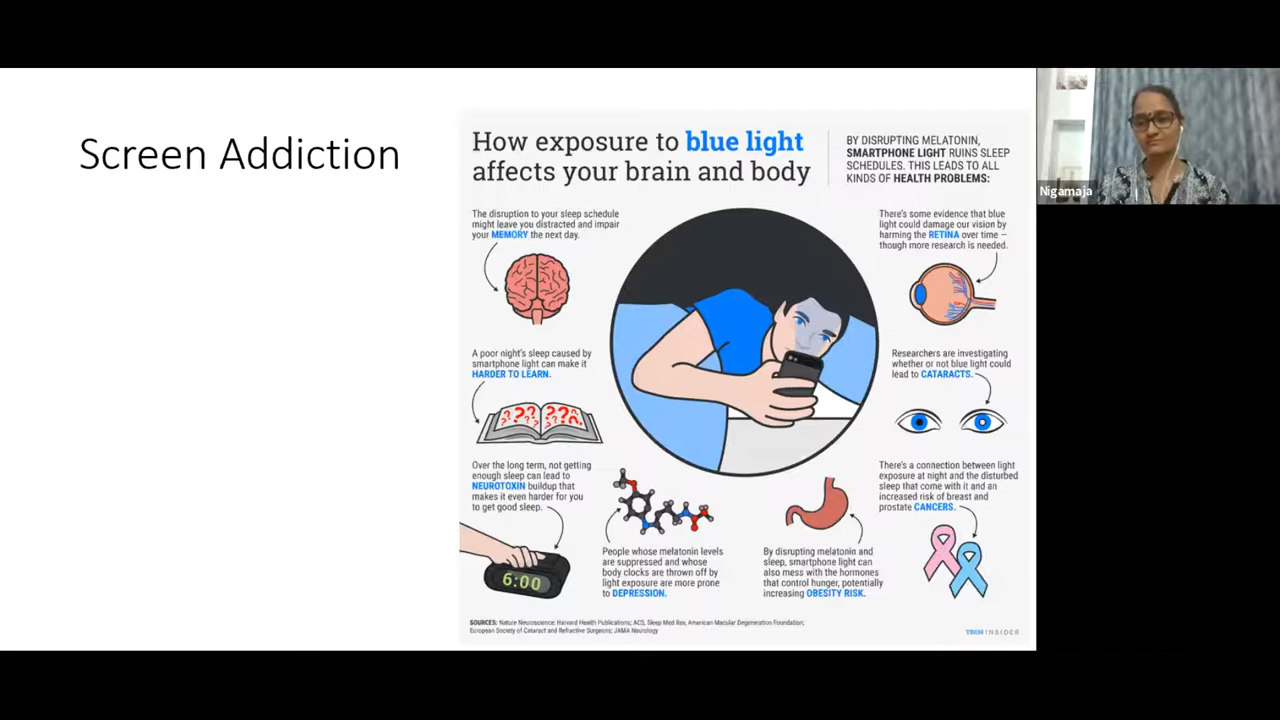 Screen Addiction
How exposure to blue light
affects your brain and body
BY DISRUPTING MELATONIN,
SMARTPHONE LIGHT RUINS SLEEP
SCHEDULES. THIS LEADS TO ALL
KINDS OF HEALTH PROBLEMS:
Nigamaja
The disruption to your sleep schedule
might leave you distracted and impair
your MEMORY the next day.
There's some evidence that blue
light could damage our vision by
harming the RETINA over time –
though more research is needed.
A poor night's sleep caused by
smartphone light can make it
HARDER TO LEARN.
Researchers are investigating
whether or not blue light could
lead to CATARACTS.
Over the long term, not getting
enough sleep can lead to
NEUROTOXIN buildup that
makes it even harder for you
to get good sleep.
There's a connection between light
exposure at night and the disturbed
sleep that come with it and an
increased risk of breast and
prostate CANCERS.
6:00
People whose melatonin levels
are suppressed and whose
body clocks are thrown off by
light exposure are more prone
to DEPRESSION.
By disrupting melatonin and
sleep, smartphone light can
also mess with the hormones
that control hunger, potentially
increasing OBESITY RISK.
SOURCES: Nature Neuroscience; Harvard Health Publications; ACS, Sleep Med Rev, American Macular Degeneration Foundation;
European Society of Cataract and Refractive Surgeons; JAMA Neurology
TECH INSIDER